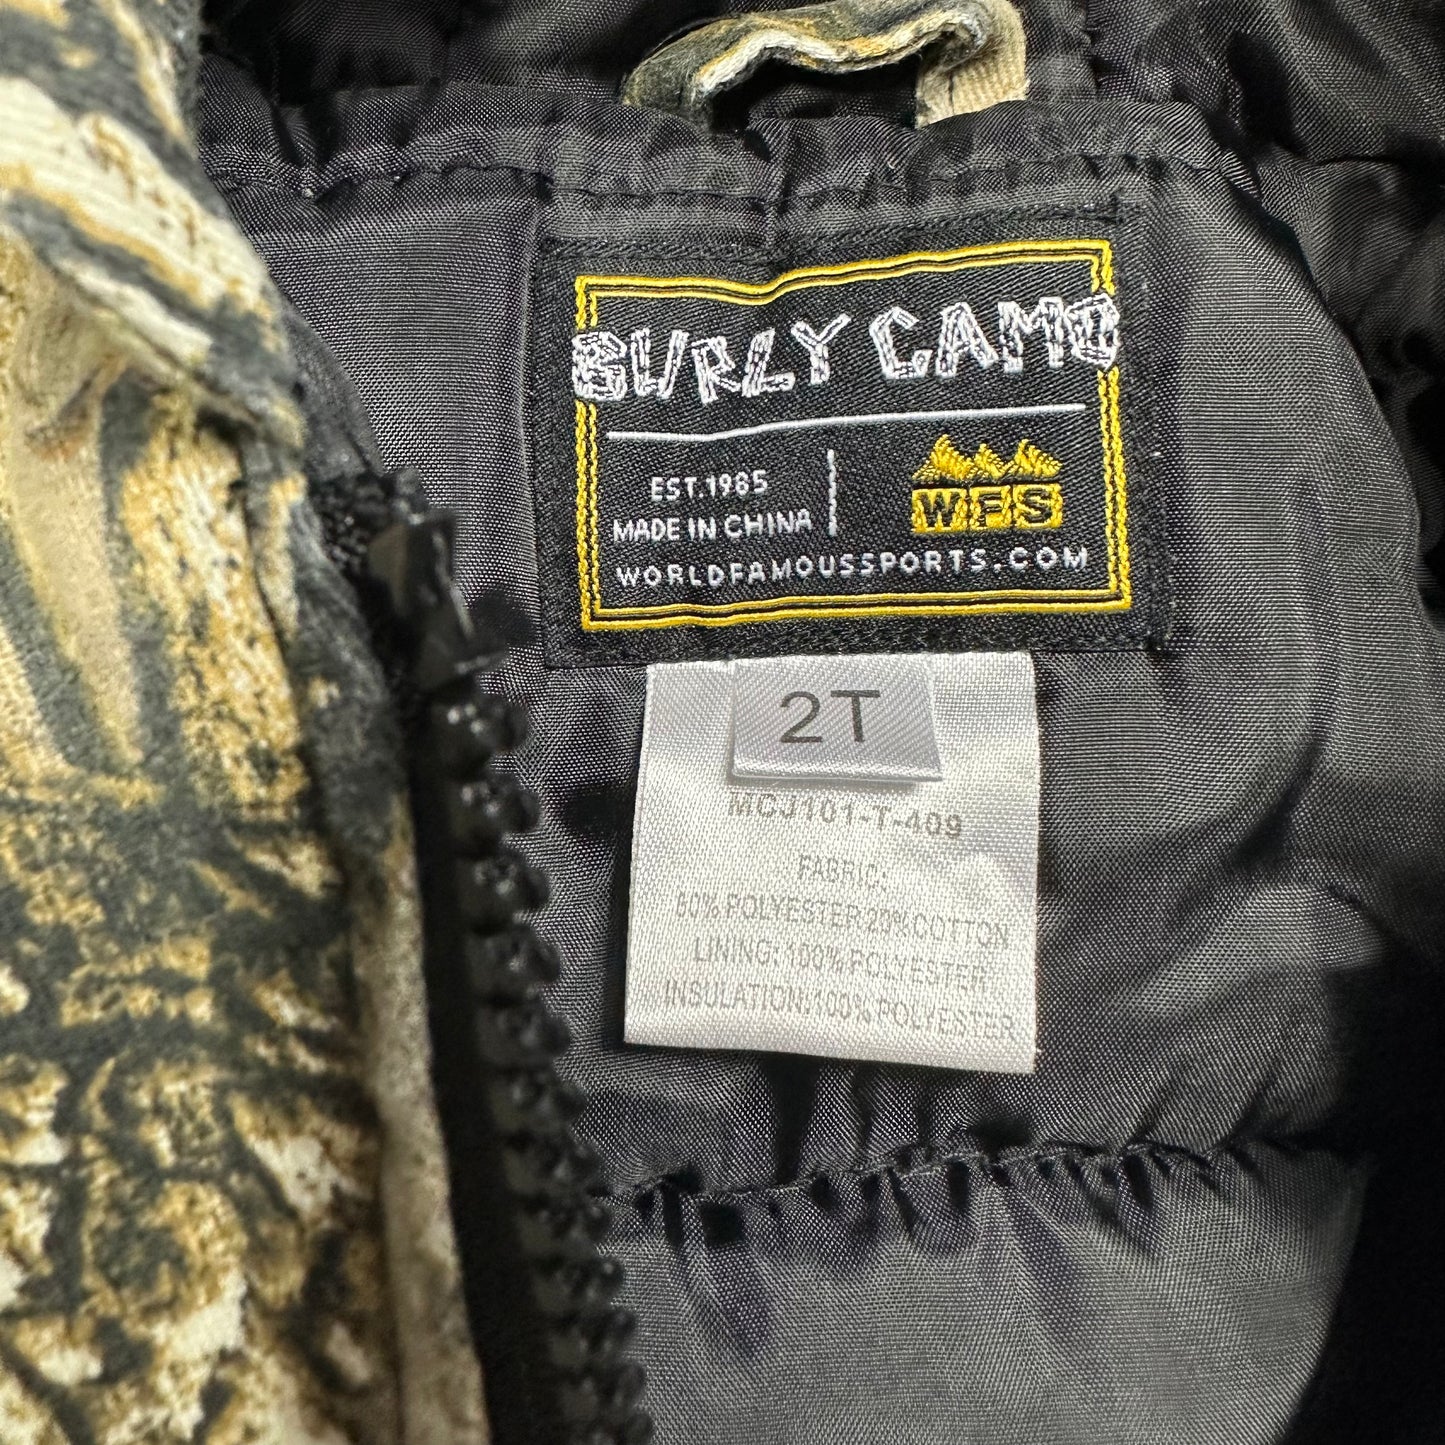 BURLY CAMO
EST.1985
MADE IN CHINA
WFS
WORLDFAMOUSSPORTS.COM
2T
MCJ101-T-409
FABRIC:
80% POLYESTER 20% COTTON
LINING: 100% POLYESTER
INSULATION: 100% POLYESTER